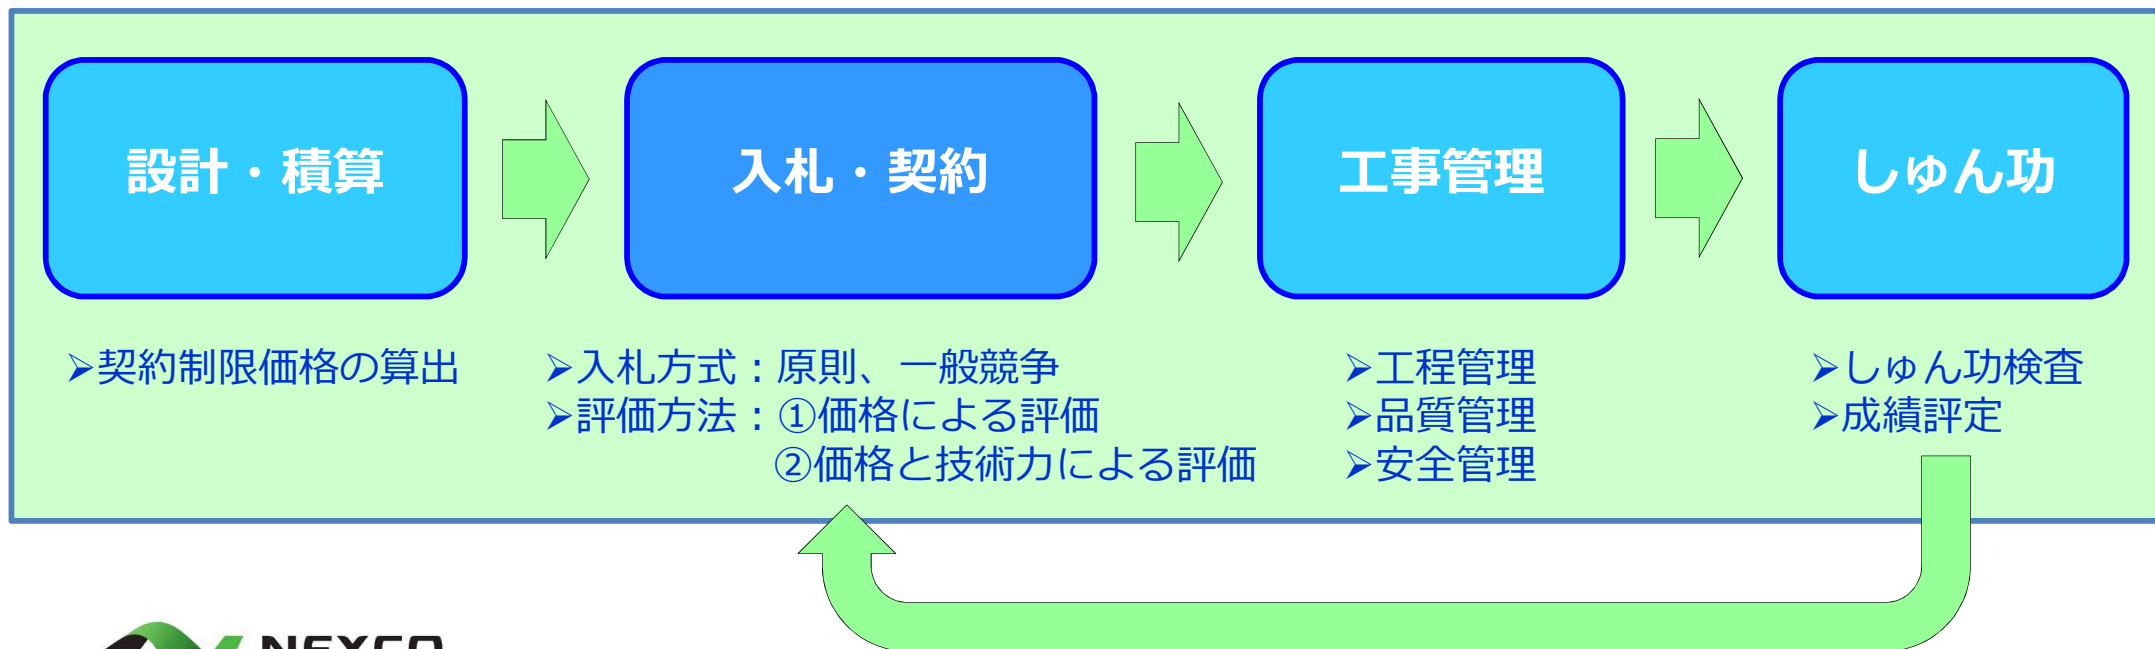 設計・積算
入札・契約
工事管理
しゅん功
➢契約制限価格の算出
➢入札方式：原則、一般競争
➢評価方法：①価格による評価
②価格と技術力による評価
➢工程管理
➢品質管理
➢安全管理
➢しゅん功検査
➢成績評定
NEXCO